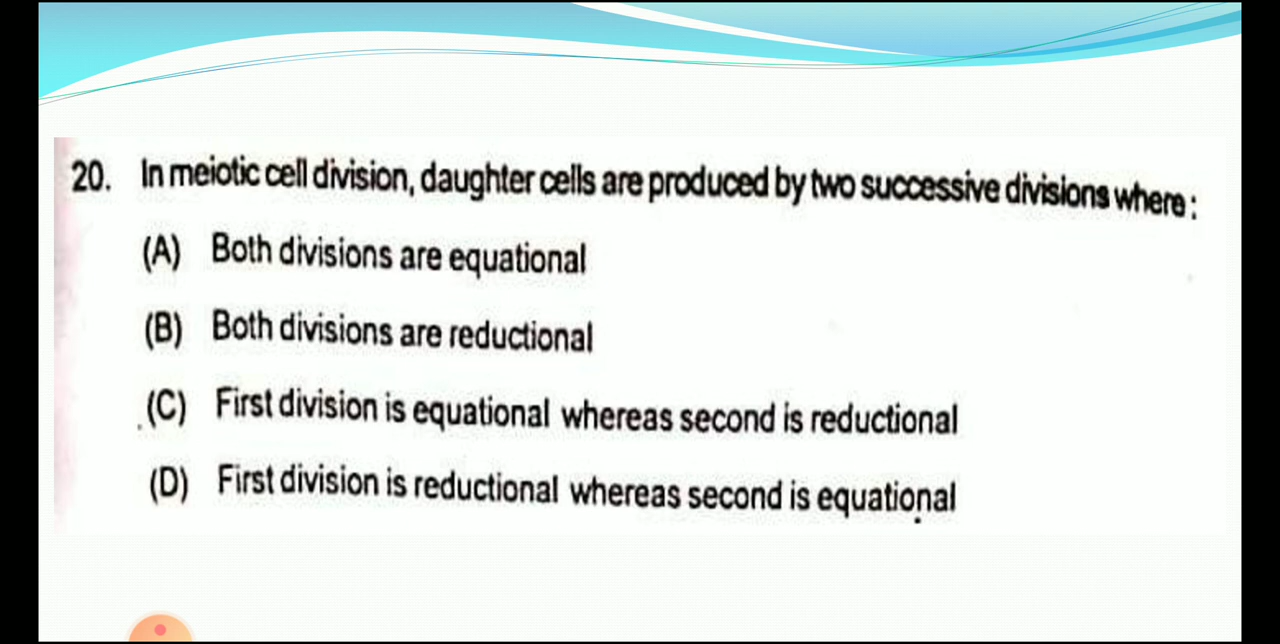 20. In meiotic cell division, daughter cells are produced by two successive divisions where :
(A) Both divisions are equational
(B) Both divisions are reductional
(C) First division is equational whereas second is reductional
(D) First division is reductional whereas second is equational